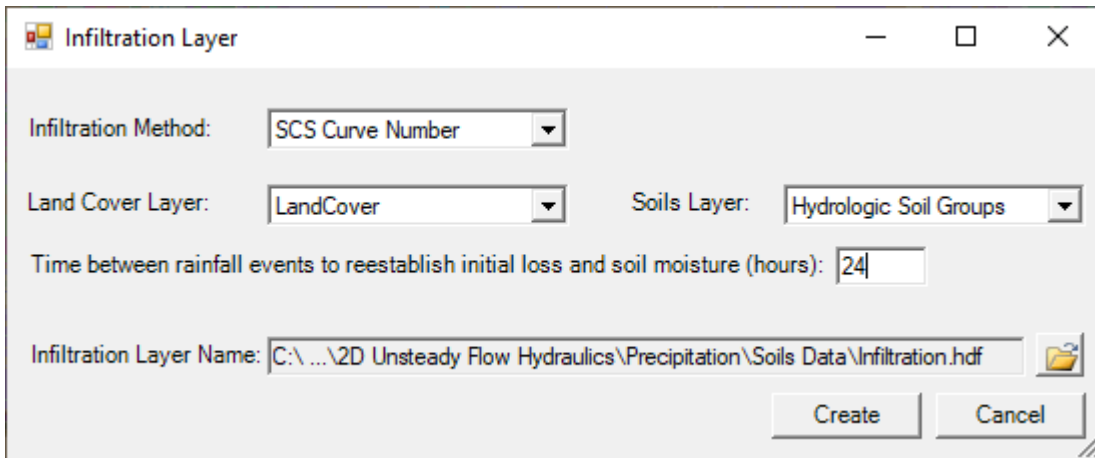 Infiltration Layer
Infiltration Method: SCS Curve Number
Land Cover Layer: LandCover Soils Layer: Hydrologic Soil Groups
Time between rainfall events to reestablish initial loss and soil moisture (hours): 24
Infiltration Layer Name: C:\ ...\2D Unsteady Flow Hydraulics\Precipitation\Soils Data\Infiltration.hdf
Create Cancel